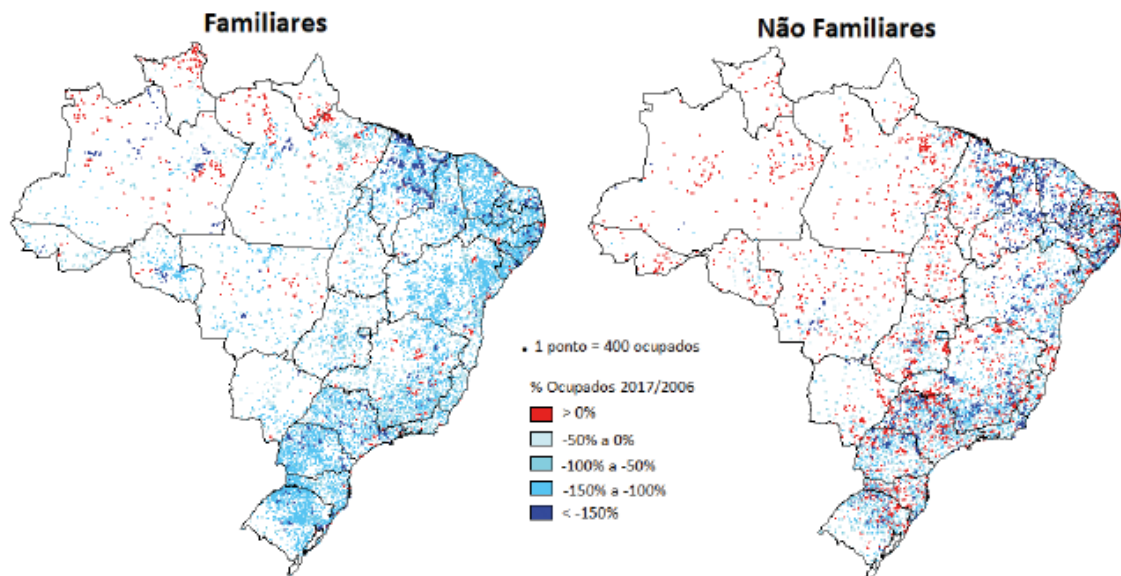 Familiares
Não Familiares
. 1 ponto = 400 ocupados
% Ocupados 2017/2006
> 0%
-50% a 0%
-100% a -50%
-150% a -100%
< -150%